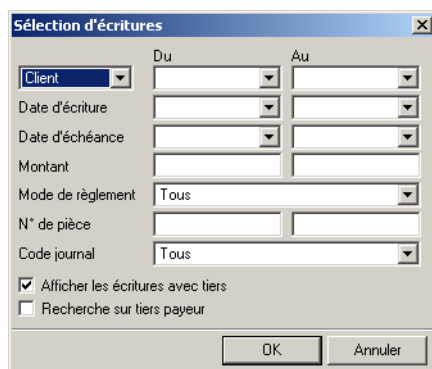 Sélection d'écritures
Du Au
Client
Date d'écriture
Date d'échéance
Montant
Mode de règlement Tous
N° de pièce
Code journal Tous
Afficher les écritures avec tiers
Recherche sur tiers payeur
OK Annuler